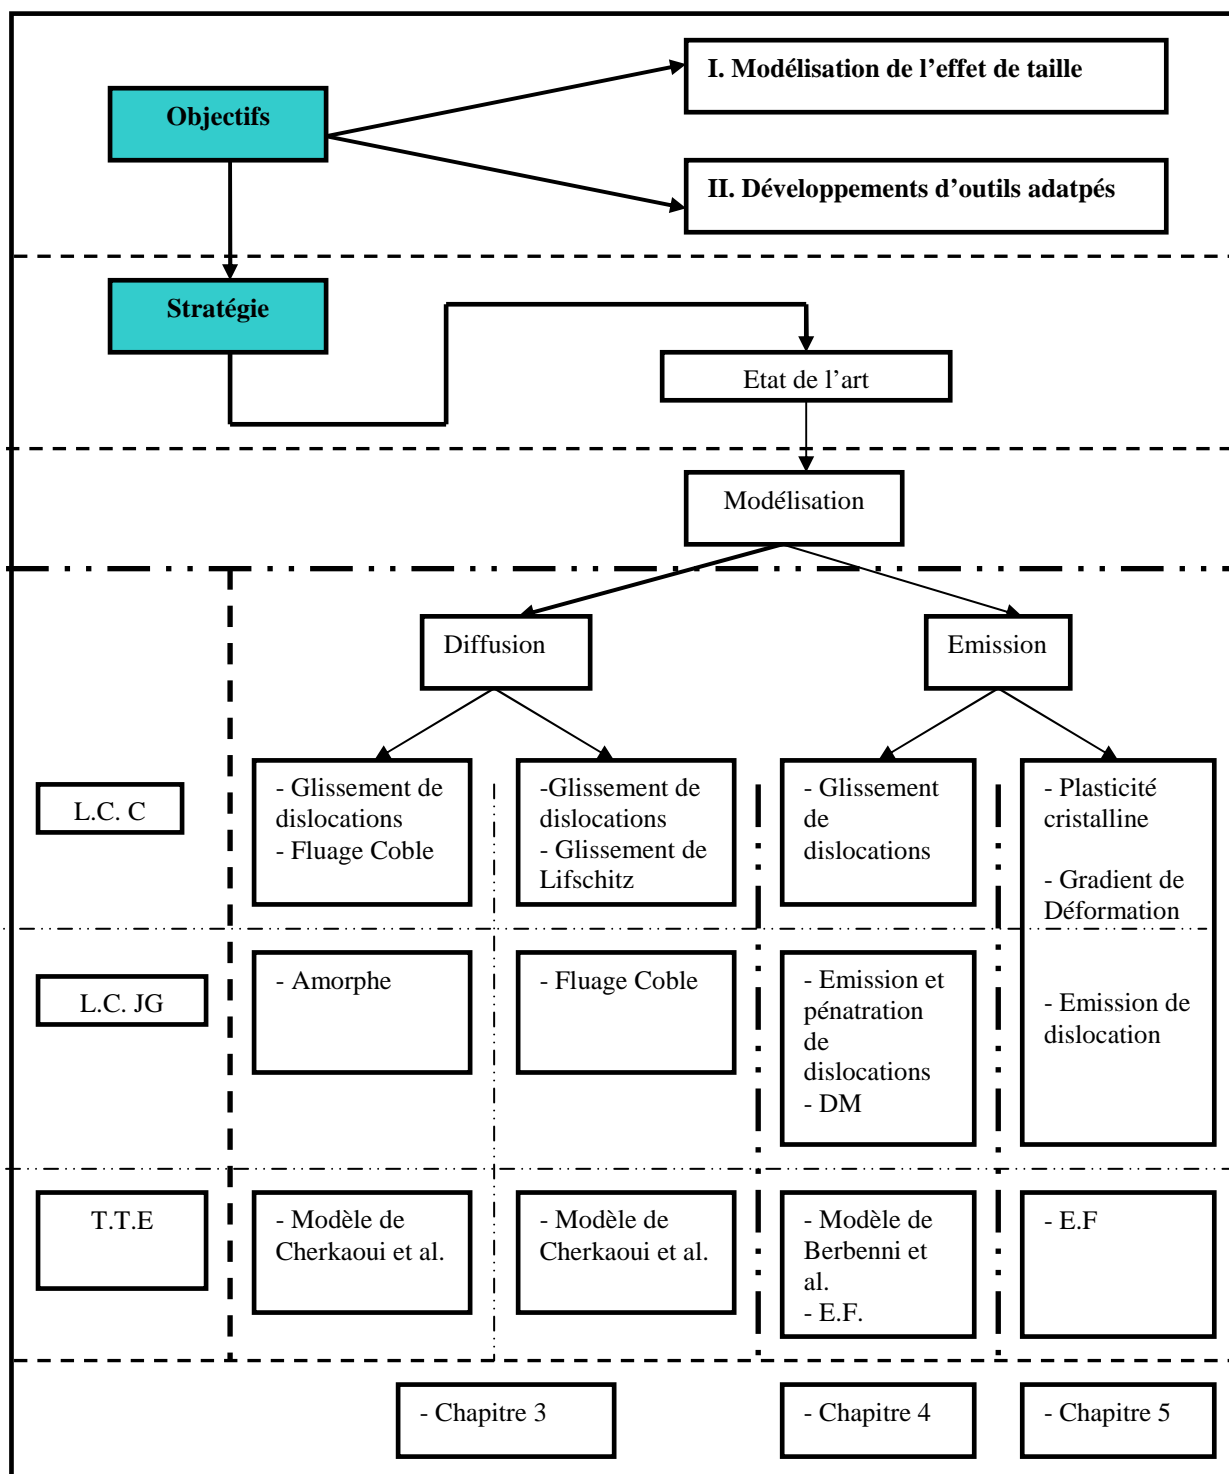 I. Modélisation de l'effet de taille
Objectifs
II. Développements d'outils adatpés
Stratégie
Etat de l'art
Modélisation
Diffusion
Emission
L.C. C
- Glissement de
dislocations
- Fluage Coble
-Glissement de
dislocations
- Glissement de
Lifschitz
- Glissement
de
dislocations
- Plasticité
cristalline
- Gradient de
Déformation
- Emission de
dislocation
L.C. JG
- Amorphe
- Fluage Coble
- Emission et
pénatration
de
dislocations
- DM
T.T.E
- Modèle de
Cherkaoui et al.
- Modèle de
Cherkaoui et al.
- Modèle de
Berbenni et
al.
- E.F.
- E.F
- Chapitre 3
- Chapitre 4
- Chapitre 5